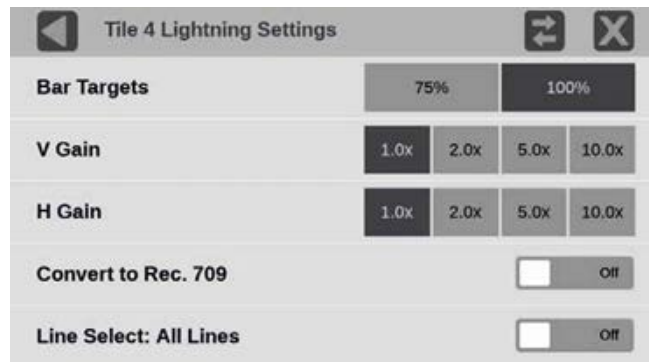 Tile 4 Lightning Settings
Bar Targets 75% 100%
V Gain 1.0x 2.0x 5.0x 10.0x
H Gain 1.0x 2.0x 5.0x 10.0x
Convert to Rec. 709 Off
Line Select: All Lines Off